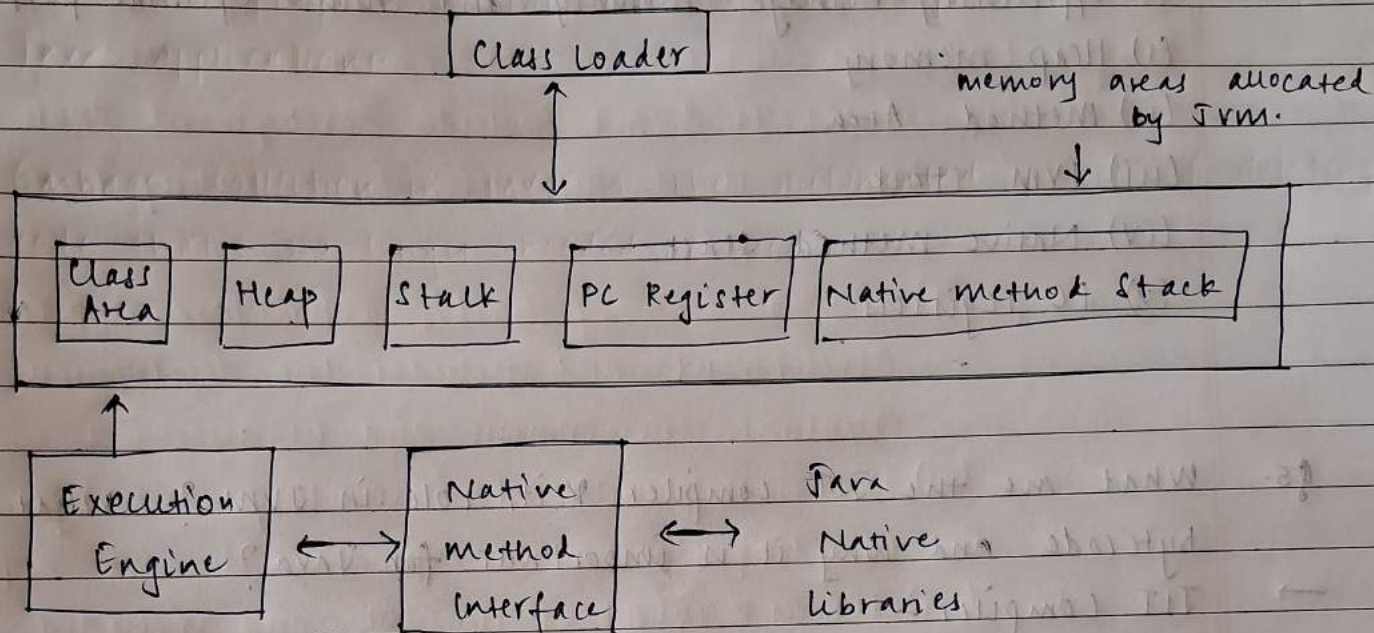 Class Loader
memory areas allocated
by Jvm.
Class
Area
Heap
Stack
PC Register
Native method Stack
Execution
Engine
Native
method
Interface
Java
Native
libraries